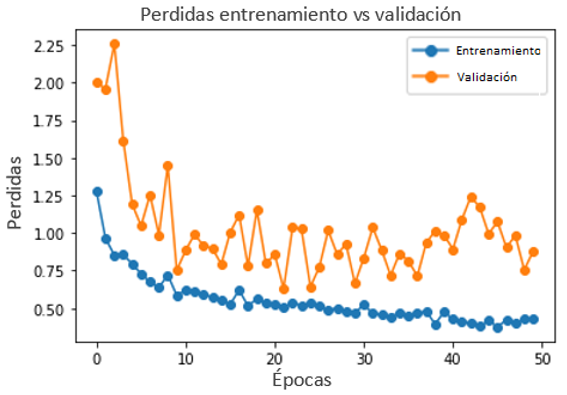 Perdidas entrenamiento vs validación
Entrenamiento
Validación
Perdidas
2.25
2.00
1.75
1.50
1.25
1.00
0.75
0.50
0 10 20 30 40 50
Épocas